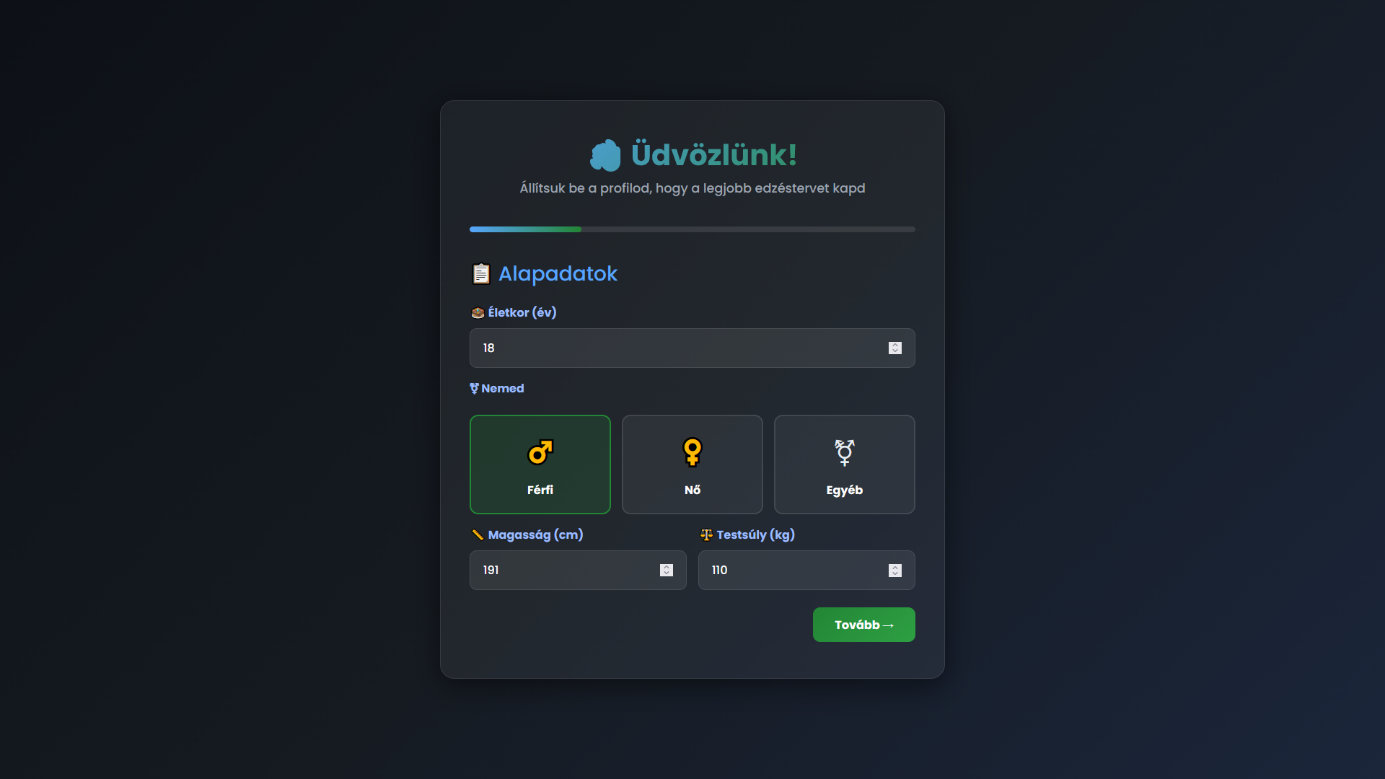 Üdvözlünk!
Állítsuk be a profilod, hogy a legjobb edzéstervet kapd
Alapadatok
Életkor (év)
18
Nemed
Férfi
Nő
Egyéb
Magasság (cm)
Testsúly (kg)
191
110
Tovább →